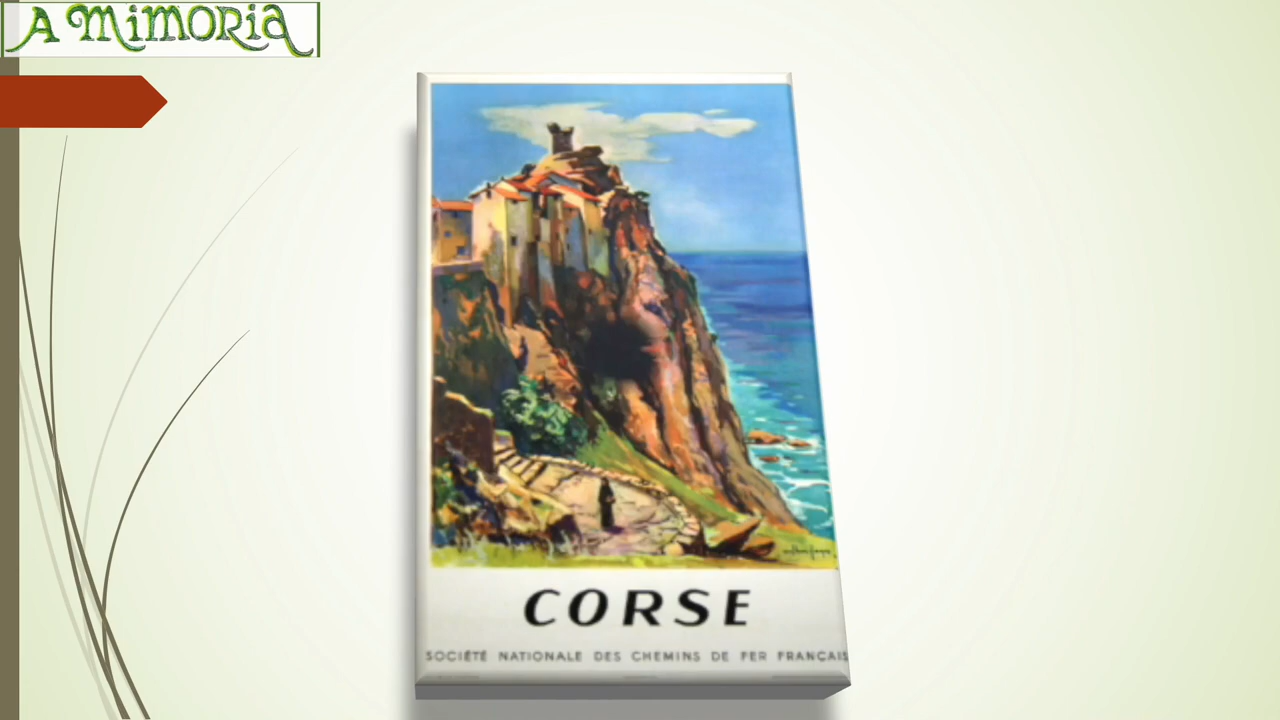 A MIMORIA
CORSE
SOCIÉTÉ NATIONALE DES CHEMINS DE FER FRANÇAIS